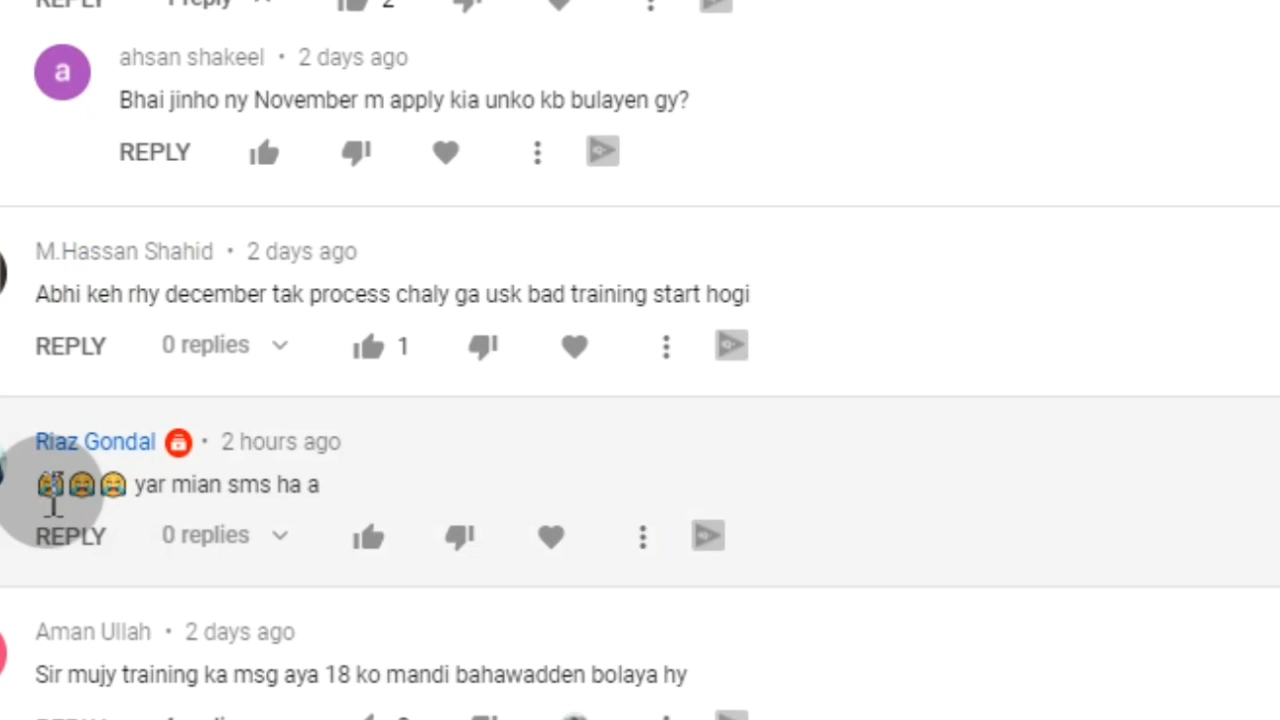 2
a
ahsan shakeel • 2 days ago
Bhai jinho ny November m apply kia unko kb bulayen gy?
REPLY
M.Hassan Shahid • 2 days ago
Abhi keh rhy december tak process chaly ga usk bad training start hogi
REPLY 0 replies 1
Riaz Gondal • 2 hours ago
😭😭😭 yar mian sms ha a
REPLY 0 replies
Aman Ullah • 2 days ago
Sir mujy training ka msg aya 18 ko mandi bahawadden bolaya hy